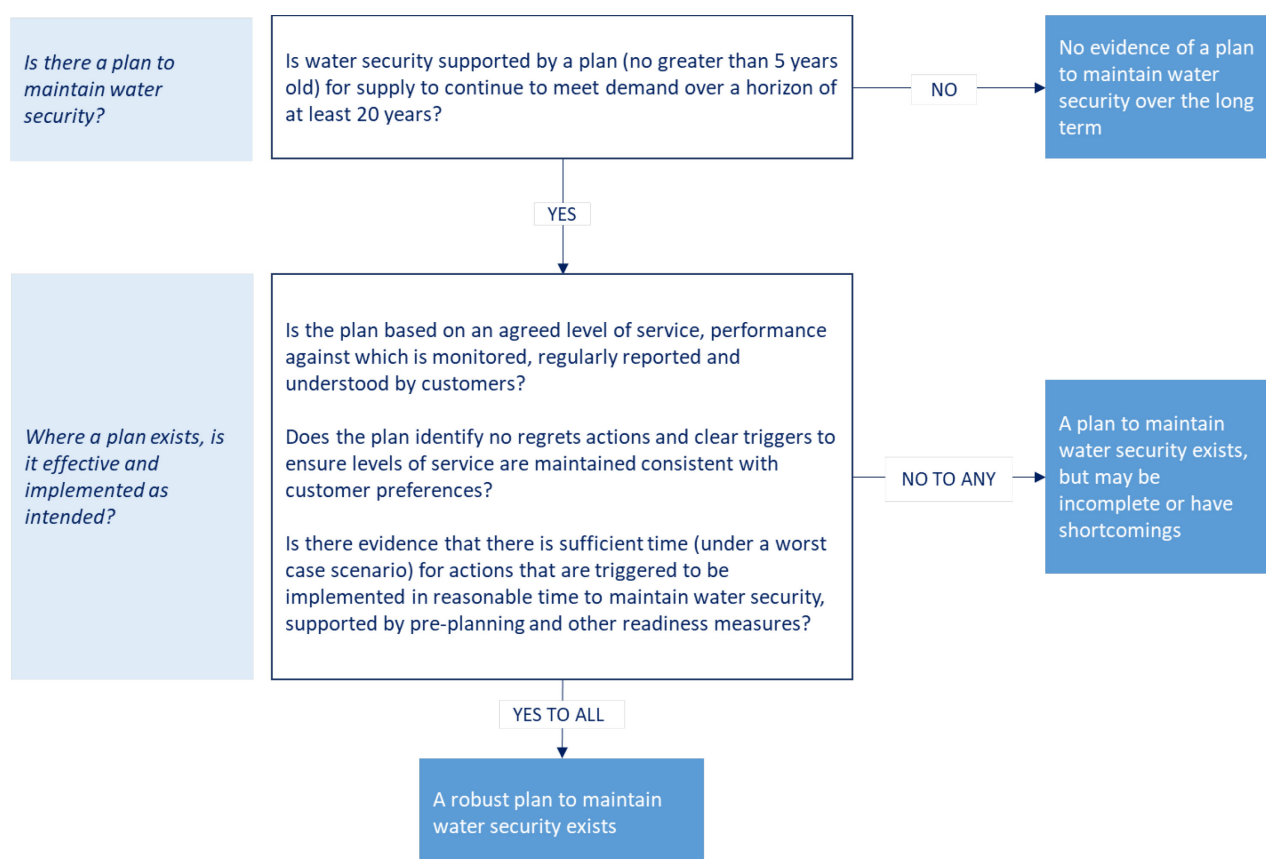 Is there a plan to
maintain water
security?
Is water security supported by a plan (no greater than 5 years
old) for supply to continue to meet demand over a horizon of
at least 20 years?
NO
No evidence of a plan
to maintain water
security over the long
term
YES
Where a plan exists, is
it effective and
implemented as
intended?
Is the plan based on an agreed level of service, performance
against which is monitored, regularly reported and
understood by customers?
Does the plan identify no regrets actions and clear triggers to
ensure levels of service are maintained consistent with
customer preferences?
Is there evidence that there is sufficient time (under a worst
case scenario) for actions that are triggered to be
implemented in reasonable time to maintain water security,
supported by pre-planning and other readiness measures?
NO TO ANY
A plan to maintain
water security exists,
but may be
incomplete or have
shortcomings
YES TO ALL
A robust plan to maintain
water security exists